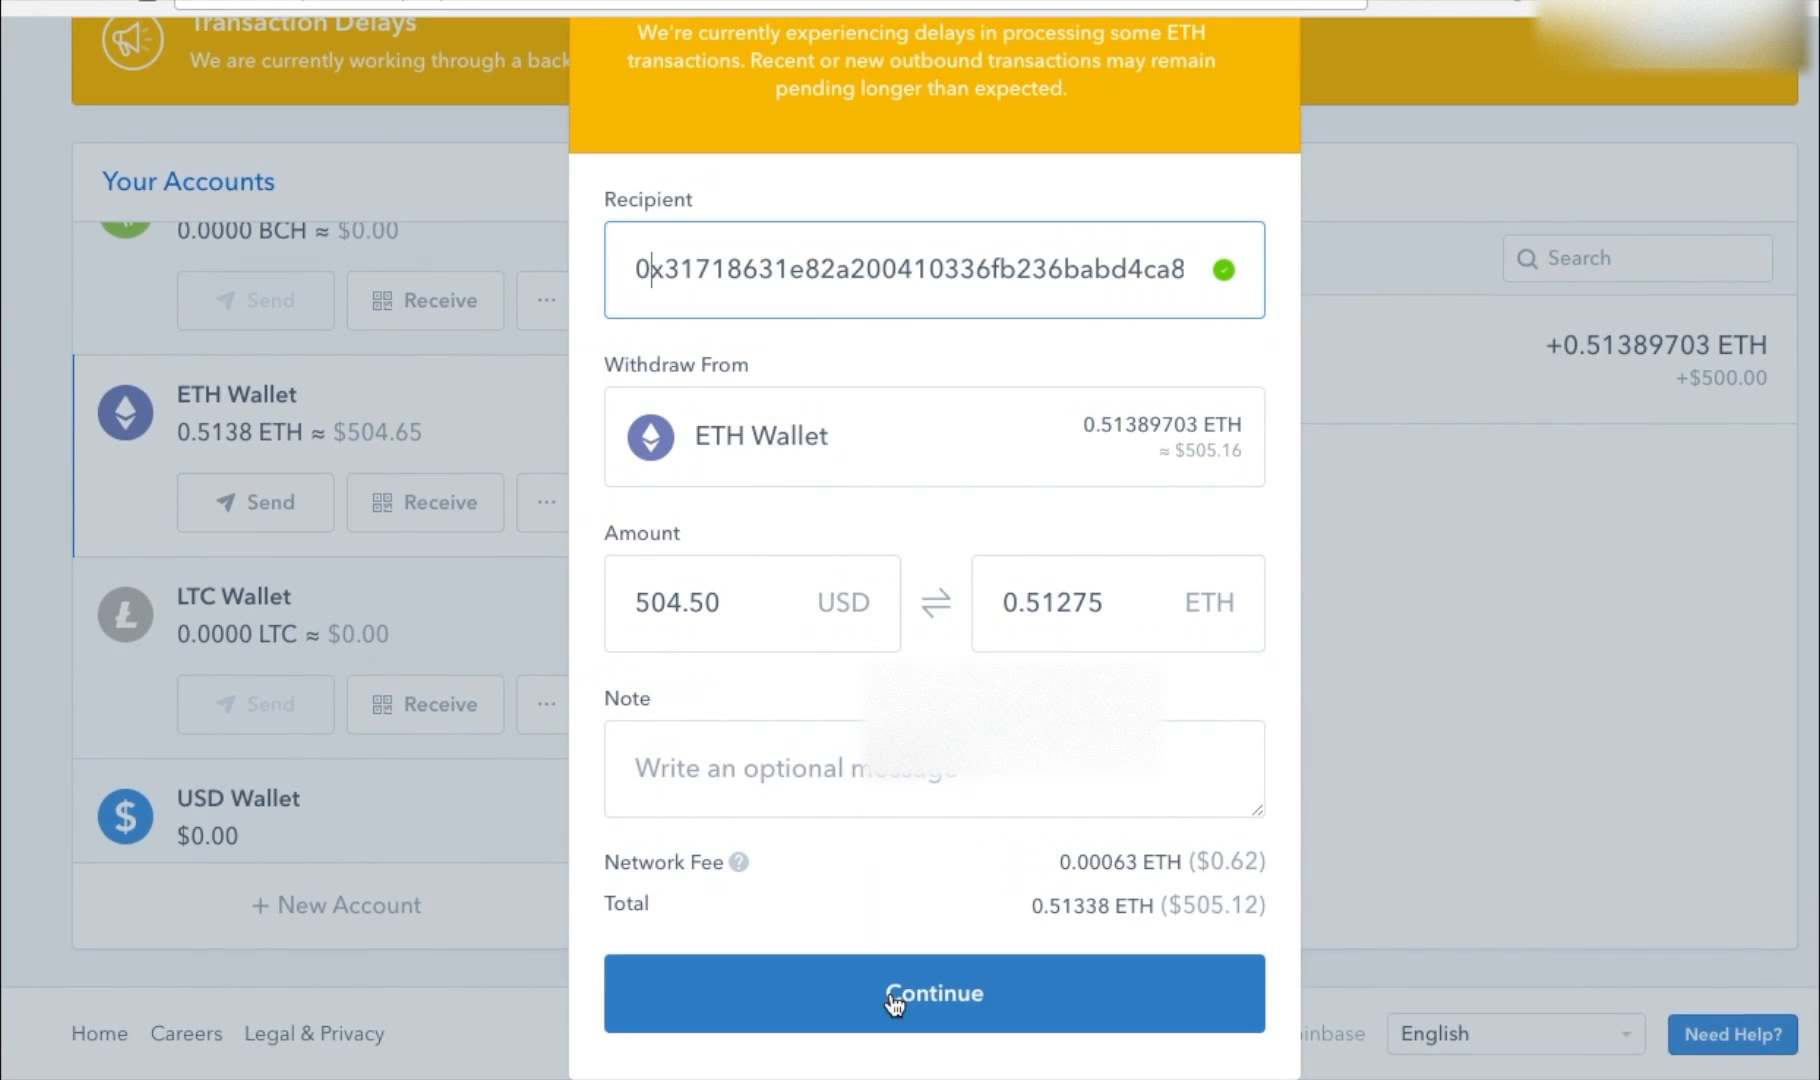 Transaction Delays
We are currently working through a back
We're currently experiencing delays in processing some ETH
transactions. Recent or new outbound transactions may remain
pending longer than expected.
Your Accounts
0.0000 BCH ≈ $0.00
Send
Receive
ETH Wallet
0.5138 ETH ≈ $504.65
Send
Receive
LTC Wallet
0.0000 LTC ≈ $0.00
Send
Receive
USD Wallet
$0.00
+ New Account
Recipient
0x31718631e82a200410336fb236babd4ca8
Withdraw From
ETH Wallet
0.51389703 ETH
≈ $505.16
Amount
504.50 USD
0.51275 ETH
Note
Write an optional message
Network Fee ?
0.00063 ETH ($0.62)
Total
0.51338 ETH ($505.12)
Continue
Search
+0.51389703 ETH
+$500.00
Home Careers Legal & Privacy
inbase
English
Need Help?